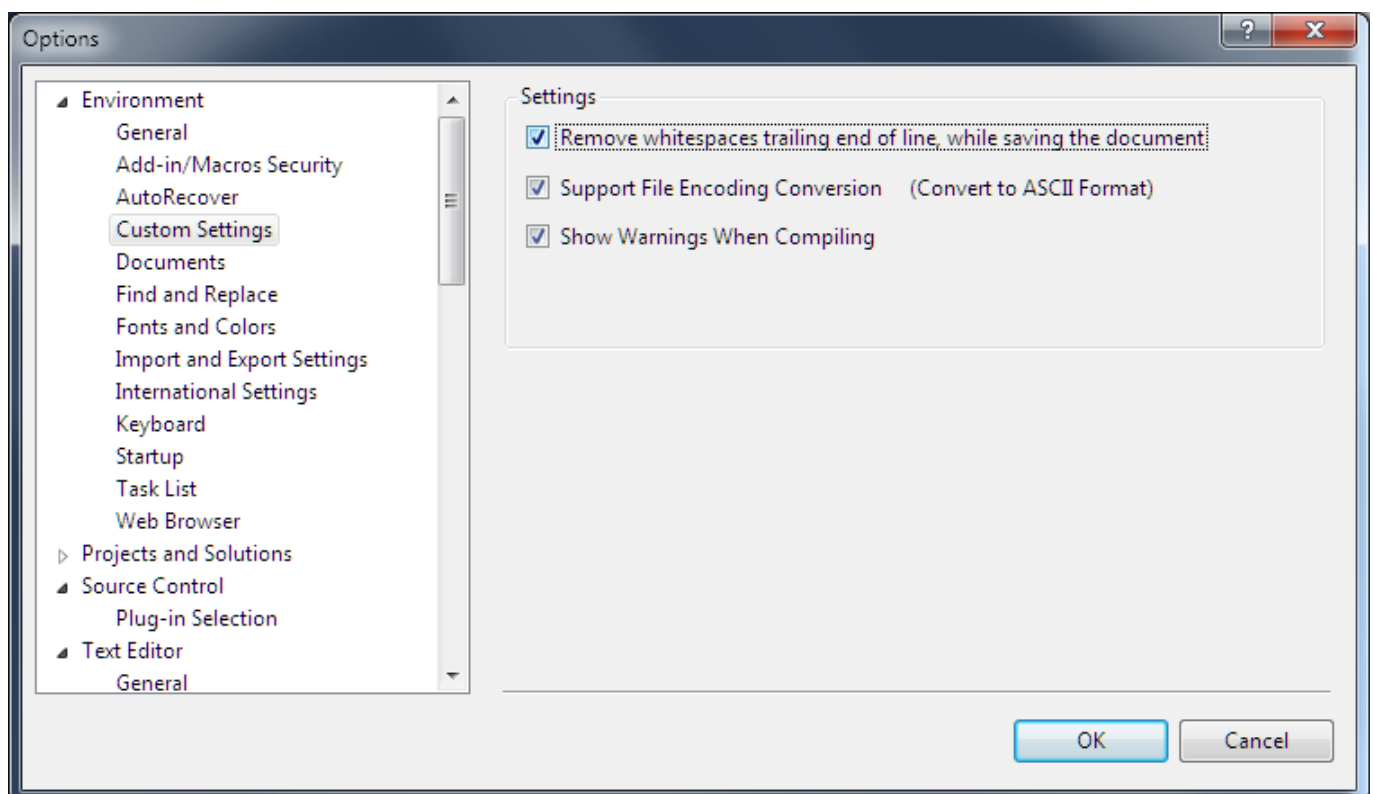 Options
Environment
General
Add-in/Macros Security
AutoRecover
Custom Settings
Documents
Find and Replace
Fonts and Colors
Import and Export Settings
International Settings
Keyboard
Startup
Task List
Web Browser
Projects and Solutions
Source Control
Plug-in Selection
Text Editor
General
Settings
Remove whitespaces trailing end of line, while saving the document
Support File Encoding Conversion (Convert to ASCII Format)
Show Warnings When Compiling
OK
Cancel